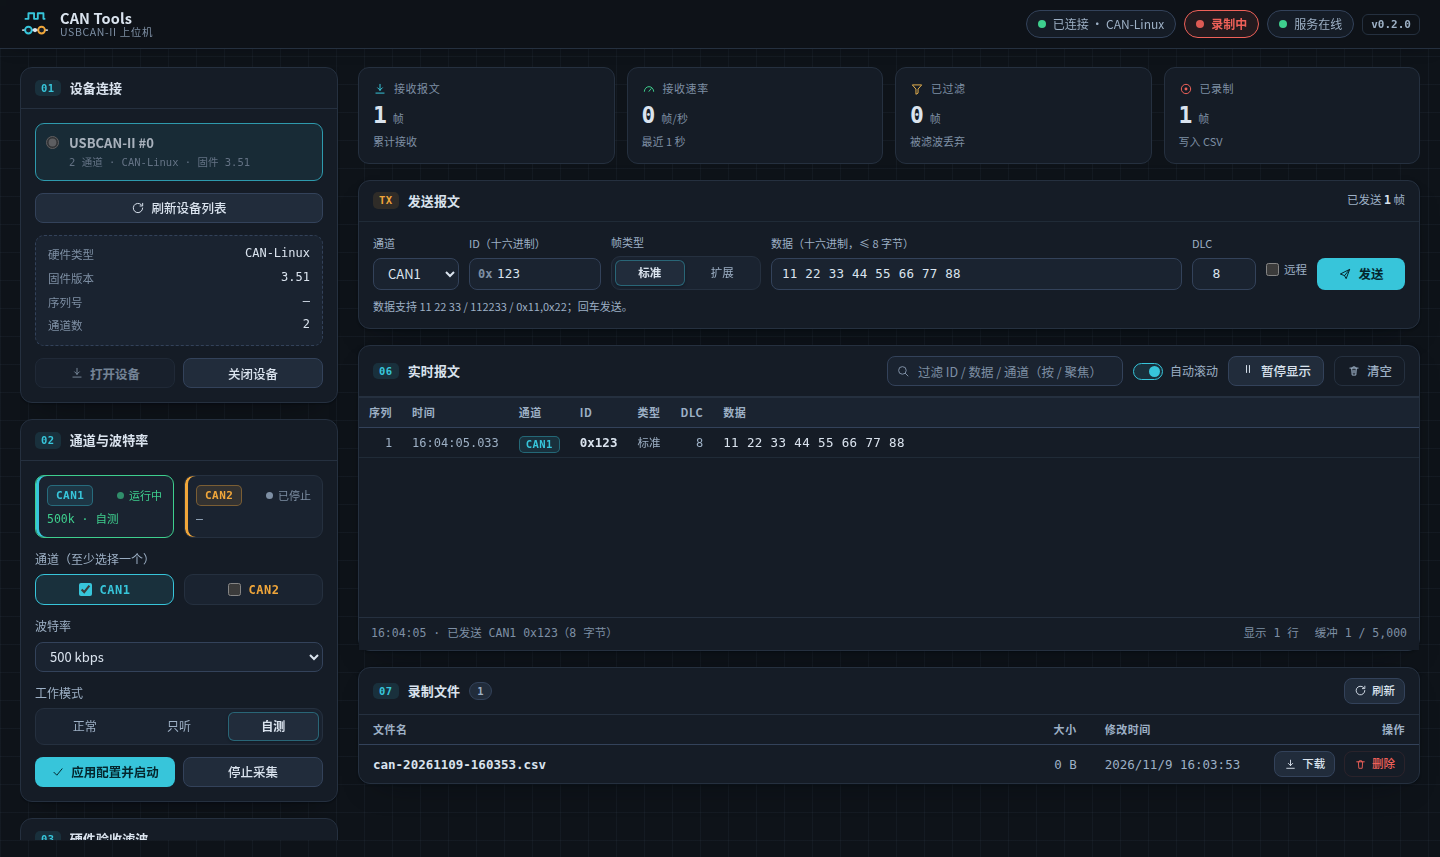 CAN Tools
USBCAN-II 上位机
已连接 · CAN-Linux
录制中
服务在线
v0.2.0
01 设备连接
USBCAN-II #0
2 通道 · CAN-Linux · 固件 3.51
刷新设备列表
硬件类型 CAN-Linux
固件版本 3.51
序列号 —
通道数 2
打开设备 关闭设备
02 通道与波特率
CAN1 运行中
500k · 自测
CAN2 已停止
—
通道（至少选择一个）
CAN1 CAN2
波特率
500 kbps
工作模式
正常 只听 自测
应用配置并启动 停止采集
03 硬件验收滤波
接收报文
1 帧
累计接收
接收速率
0 帧/秒
最近 1 秒
已过滤
0 帧
被滤波丢弃
已录制
1 帧
写入 CSV
TX 发送报文 已发送 1 帧
通道 ID（十六进制） 帧类型 数据（十六进制，≤ 8 字节） DLC
CAN1 0x 123 标准 扩展 11 22 33 44 55 66 77 88 8 远程 发送
数据支持 11 22 33 / 112233 / 0x11,0x22；回车发送。
06 实时报文 过滤 ID / 数据 / 通道（按 / 聚焦） 自动滚动 暂停显示 清空
序列 时间 通道 ID 类型 DLC 数据
1 16:04:05.033 CAN1 0x123 标准 8 11 22 33 44 55 66 77 88
16:04:05 · 已发送 CAN1 0x123（8 字节） 显示 1 行 缓冲 1 / 5,000
07 录制文件 1 刷新
文件名 大小 修改时间 操作
can-20261109-160353.csv 0 B 2026/11/9 16:03:53 下载 删除